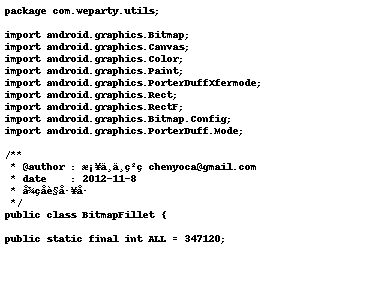 package com.weparty.utils;
import android.graphics.Bitmap;
import android.graphics.Canvas;
import android.graphics.Color;
import android.graphics.Paint;
import android.graphics.PorterDuffXfermode;
import android.graphics.Rect;
import android.graphics.RectF;
import android.graphics.Bitmap.Config;
import android.graphics.PorterDuff.Mode;
/**
* @author : chenyoca@gmail.com
* date : 2012-11-8
*
*/
public class BitmapFillet {
public static final int ALL = 347120;